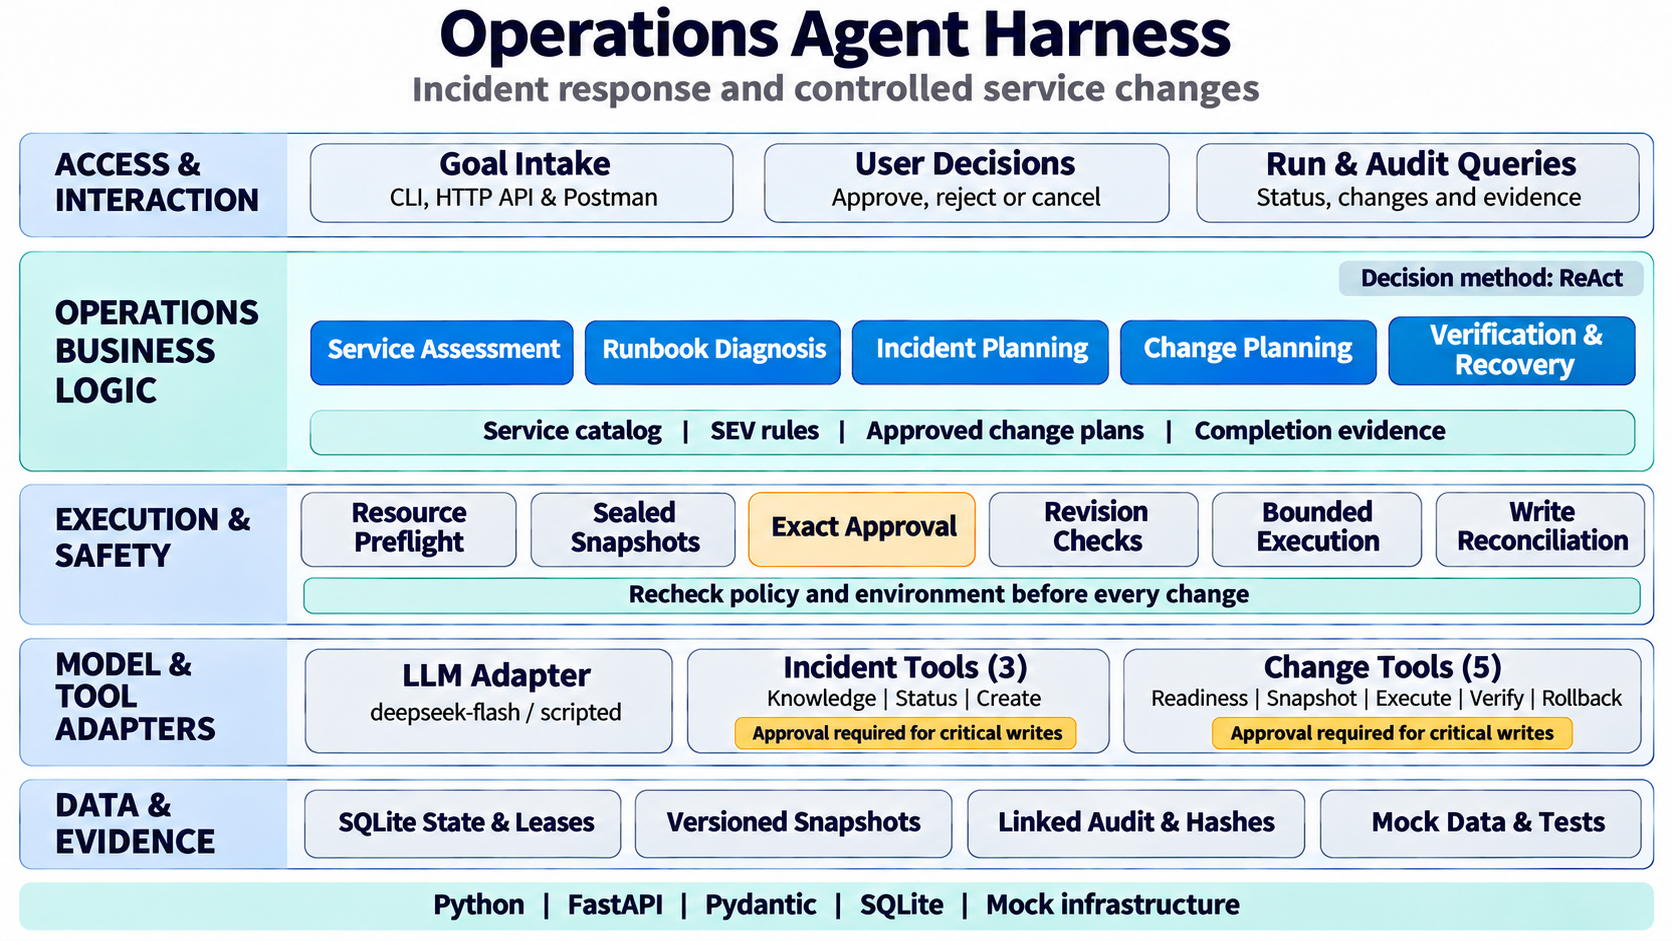 Operations Agent Harness
Incident response and controlled service changes
ACCESS &
INTERACTION
Goal Intake
CLI, HTTP API & Postman
User Decisions
Approve, reject or cancel
Run & Audit Queries
Status, changes and evidence
OPERATIONS
BUSINESS
LOGIC
Decision method: ReAct
Service Assessment
Runbook Diagnosis
Incident Planning
Change Planning
Verification &
Recovery
Service catalog | SEV rules | Approved change plans | Completion evidence
EXECUTION &
SAFETY
Resource
Preflight
Sealed
Snapshots
Exact Approval
Revision
Checks
Bounded
Execution
Write
Reconciliation
Recheck policy and environment before every change
MODEL &
TOOL
ADAPTERS
LLM Adapter
deepseek-flash / scripted
Incident Tools (3)
Knowledge | Status | Create
Approval required for critical writes
Change Tools (5)
Readiness | Snapshot | Execute | Verify | Rollback
Approval required for critical writes
DATA &
EVIDENCE
SQLite State & Leases
Versioned Snapshots
Linked Audit & Hashes
Mock Data & Tests
Python | FastAPI | Pydantic | SQLite | Mock infrastructure